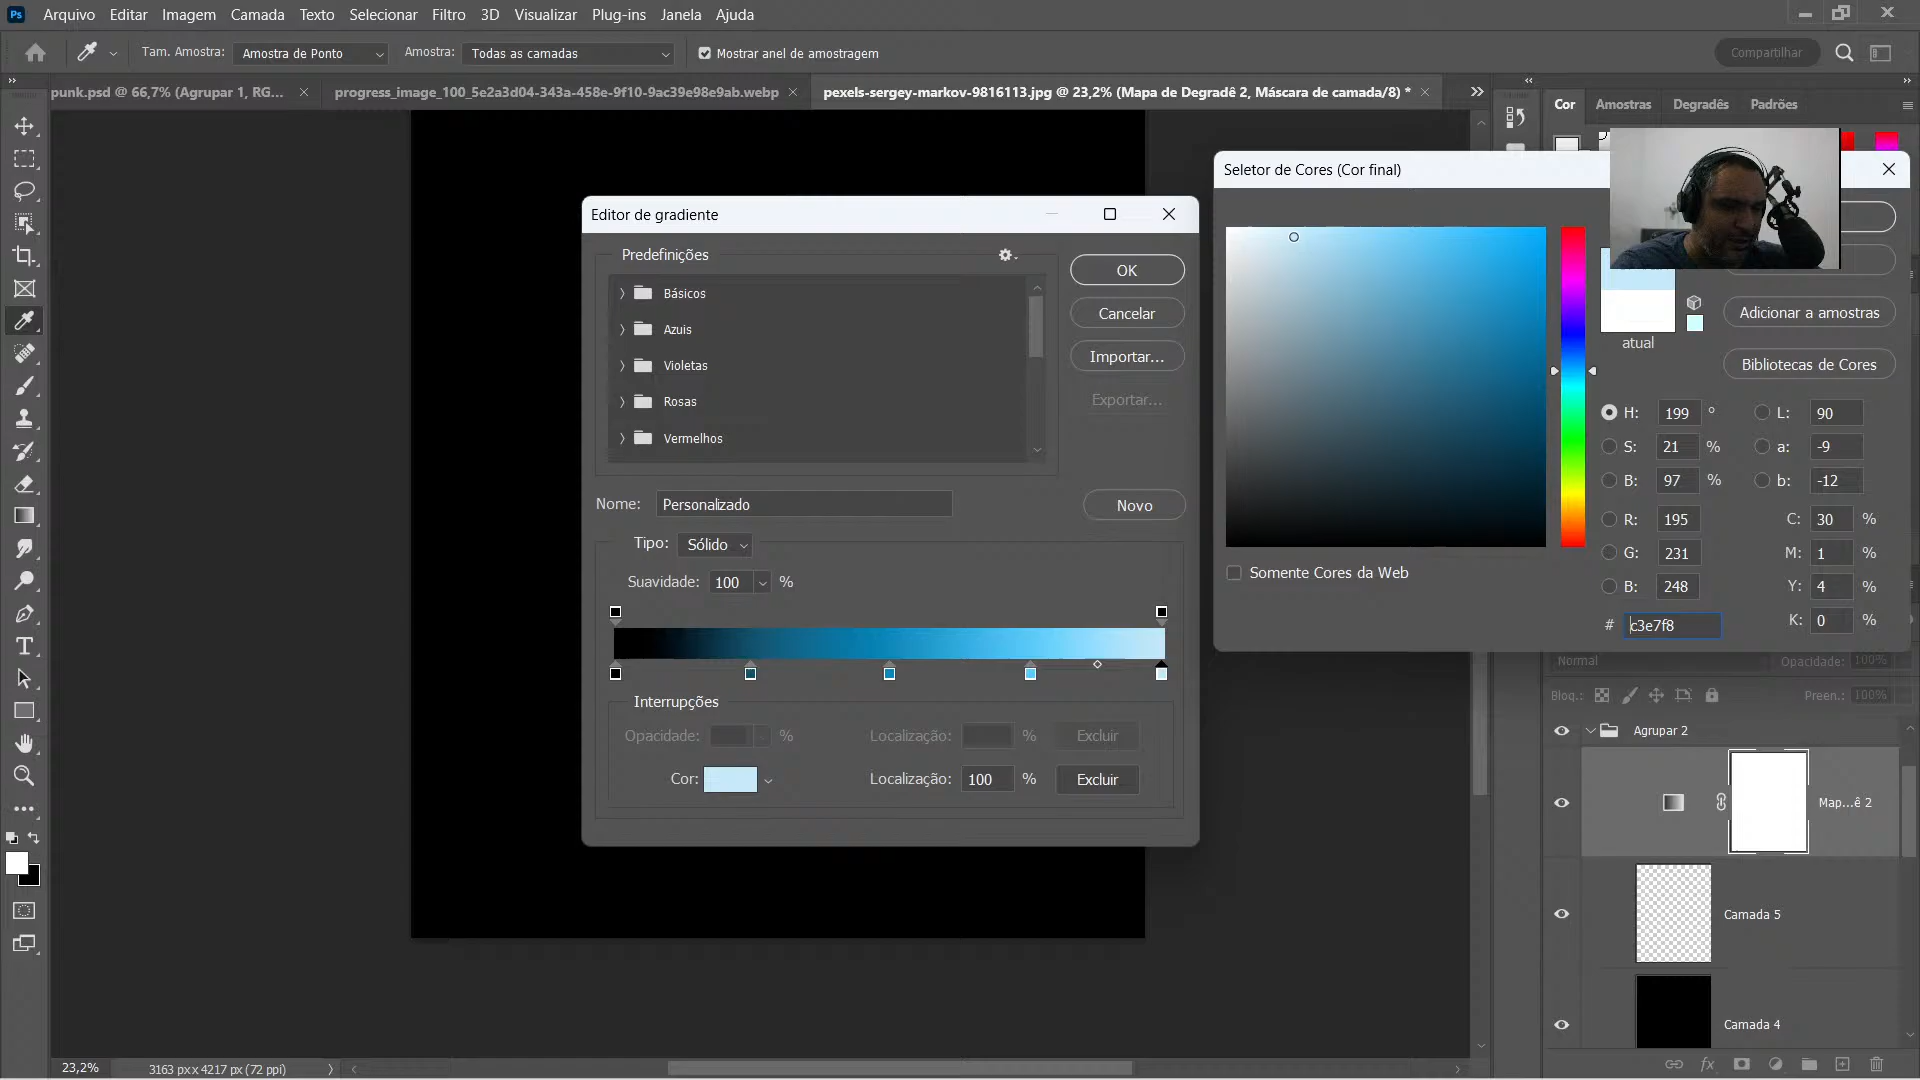 Ps Arquivo Editar Imagem Camada Texto Selecionar Filtro 3D Visualizar Plug-ins Janela Ajuda
Tam. Amostra: Amostra de Ponto Amostra: Todas as camadas Mostrar anel de amostragem Compartilhar
punk.psd @ 66,7% (Agrupar 1, RG... progress_image_100_5e2a3d04-343a-458e-9f10-9ac39e98e9ab.webp pexels-sergey-markov-9816113.jpg @ 23,2% (Mapa de Degradê 2, Máscara de camada/8) *
Cor Amostras Degradês Padrões
Editor de gradiente
Predefinições
Básicos
Azuis
Violetas
Rosas
Vermelhos
OK
Cancelar
Importar...
Exportar...
Nome: Personalizado Novo
Tipo: Sólido
Suavidade: 100 %
Interrupções
Opacidade: % Localização: % Excluir
Cor: Localização: 100 % Excluir
Seletor de Cores (Cor final)
atual
Adicionar a amostras
Bibliotecas de Cores
H: 199 ° L: 90
S: 21 % a: -9
B: 97 % b: -12
R: 195 C: 30 %
G: 231 M: 1 %
B: 248 Y: 4 %
# c3e7f8 K: 0 %
Somente Cores da Web
Normal Opacidade: 100%
Bloq.: Preen.: 100%
Agrupar 2
Map...ê 2
Camada 5
Camada 4
fx
T
23,2% 3163 px x 4217 px (72 ppi)